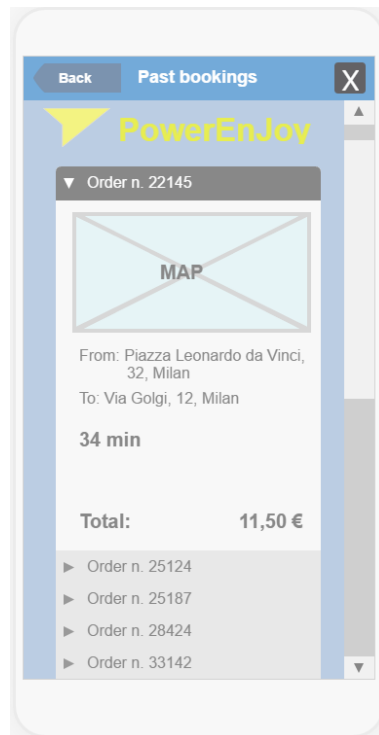 Back Past bookings X
PowerEnJoy
▼ Order n. 22145
MAP
From: Piazza Leonardo da Vinci,
32, Milan
To: Via Golgi, 12, Milan
34 min
Total: 11,50 €
► Order n. 25124
► Order n. 25187
► Order n. 28424
► Order n. 33142